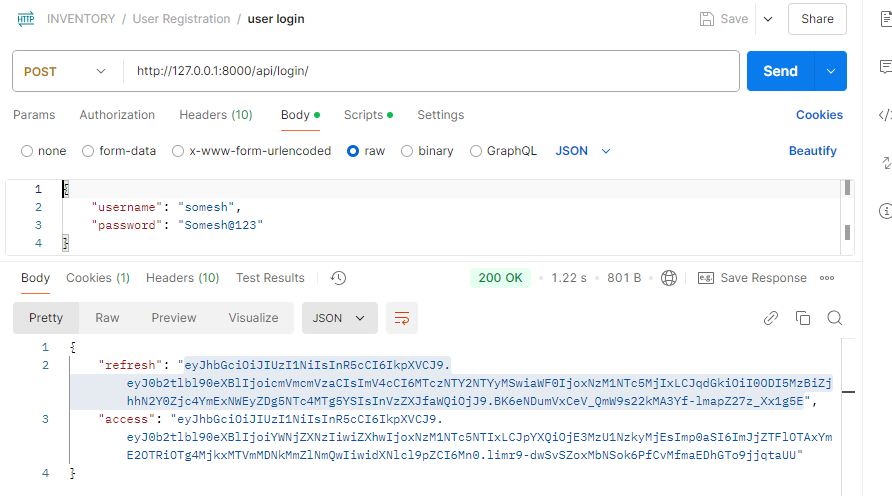 HTTP INVENTORY / User Registration / user login Save Share
POST http://127.0.0.1:8000/api/login/ Send
Params Authorization Headers (10) Body Scripts Settings Cookies
none form-data x-www-form-urlencoded raw binary GraphQL JSON Beautify
1 {
2 "username": "somesh",
3 "password": "Somesh@123"
4 }
Body Cookies (1) Headers (10) Test Results 200 OK • 1.22 s • 801 B • e.g. Save Response
Pretty Raw Preview Visualize JSON
1 {
2 "refresh": "eyJhbGciOiJIUzI1NiIsInR5cCI6IkpXVCJ9.
eyJ0b2tlbl90eXBlIjoicmVmcmVzaCIsImV4cCI6MTczNTY2NTYyMSwiaWF0IjoxNzM1NTc5MjIxLCJqdGkiOiI0ODI5MzBiZj
hhN2Y0Zjc4YmExNWEyZDg5NTc4MTg5YSIsInVzZXJfaWQiOjJ9.BK6eNDumVxCeV_QmW9s22kMA3Yf-lmapZ27z_Xx1g5E",
3 "access": "eyJhbGciOiJIUzI1NiIsInR5cCI6IkpXVCJ9.
eyJ0b2tlbl90eXBlIjoiYWNjZXNzIiwiZXhwIjoxNzM1NTc5NTIxLCJpYXQiOjE3MzU1NzkyMjEsImp0aSI6ImJjZTFlOTAxYm
E2OTRiOTg4MjkxMTVmMDNkMmZlNmQwIiwidXNlcl9pZCI6Mn0.limr9-dwSvSZoxMbNSok6PfCvMfmaEDhGTo9jjqtaUU"
4 }